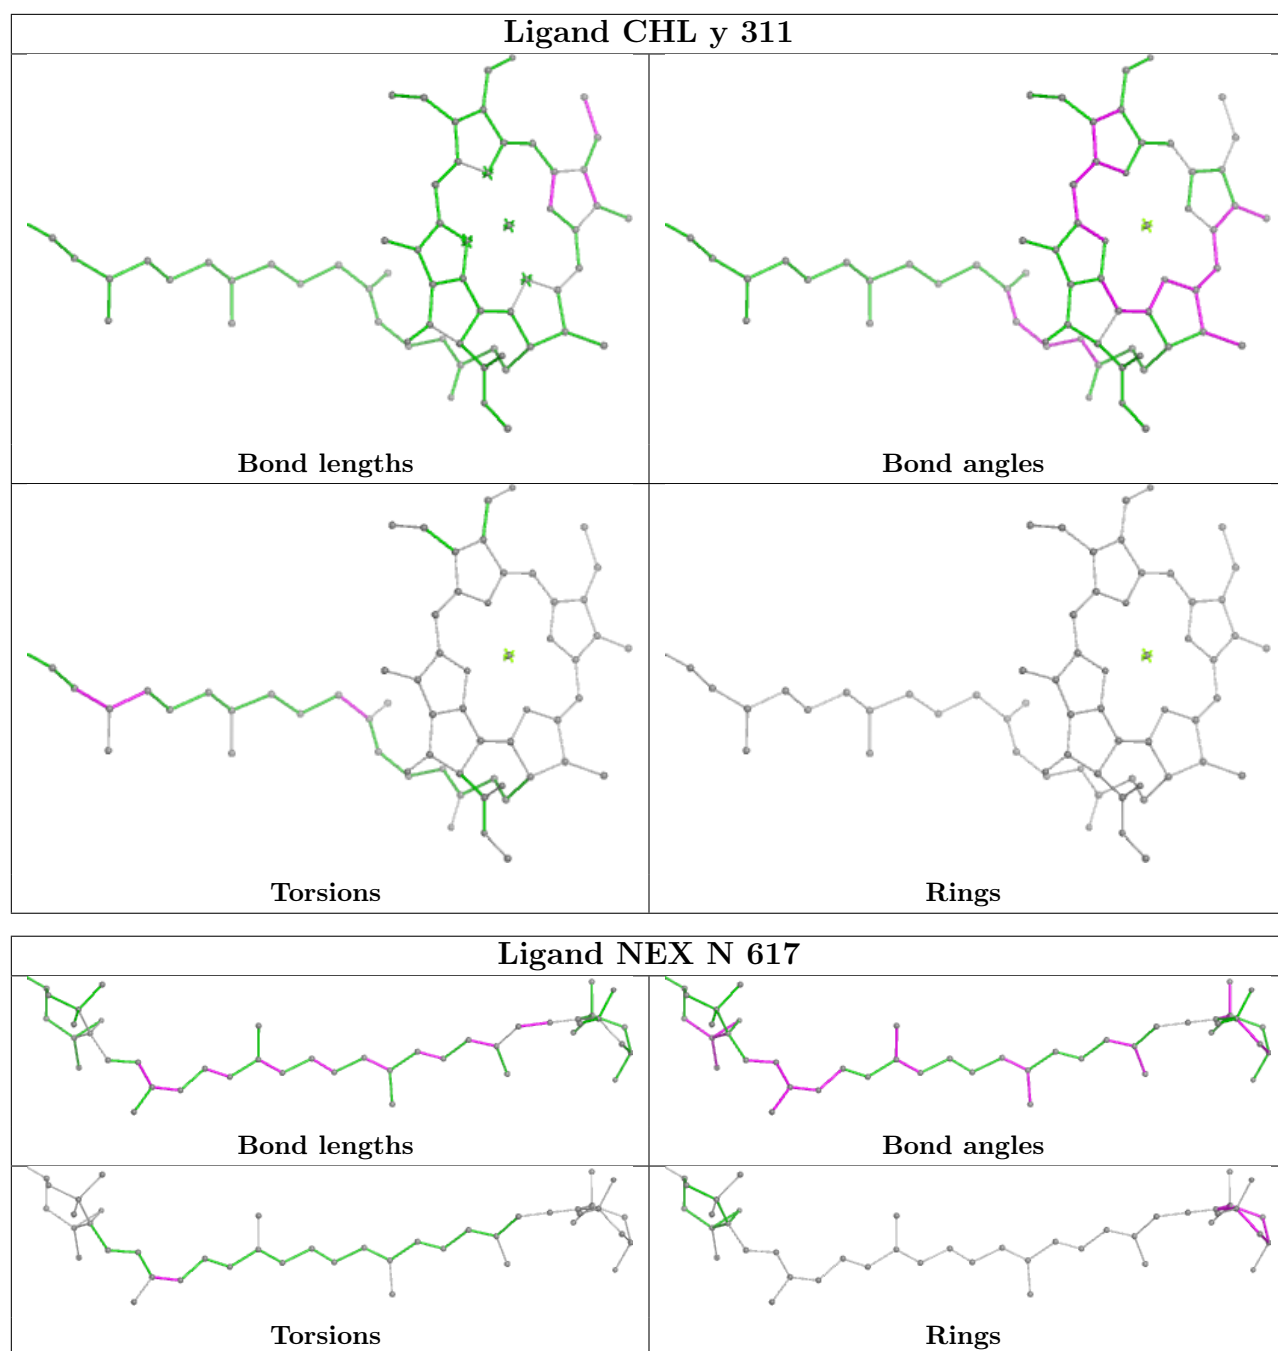 Ligand CHL y 311
Bond lengths
Bond angles
Torsions
Rings
Ligand NEX N 617
Bond lengths
Bond angles
Torsions
Rings